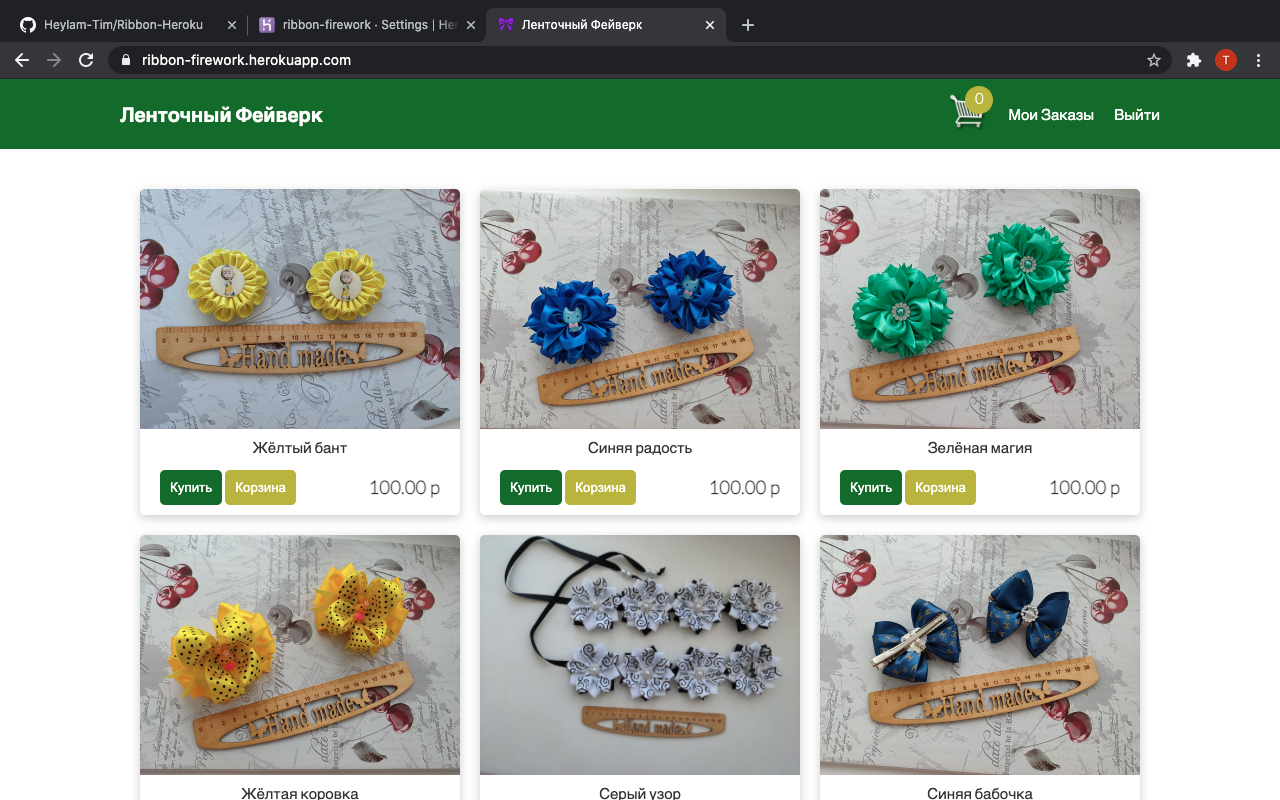 Heylam-Tim/Ribbon-Heroku
ribbon-firework · Settings | Her
Ленточный Фейверк
ribbon-firework.herokuapp.com
T
Ленточный Фейверк
0
Мои Заказы
Выйти
Hand made
Hand made
Hand made
Жёлтый бант
Синяя радость
Зелёная магия
Купить Корзина 100.00 р
Купить Корзина 100.00 р
Купить Корзина 100.00 р
Hand made
Hand made
Hand made
Жёлтая коровка
Серый узор
Синяя бабочка